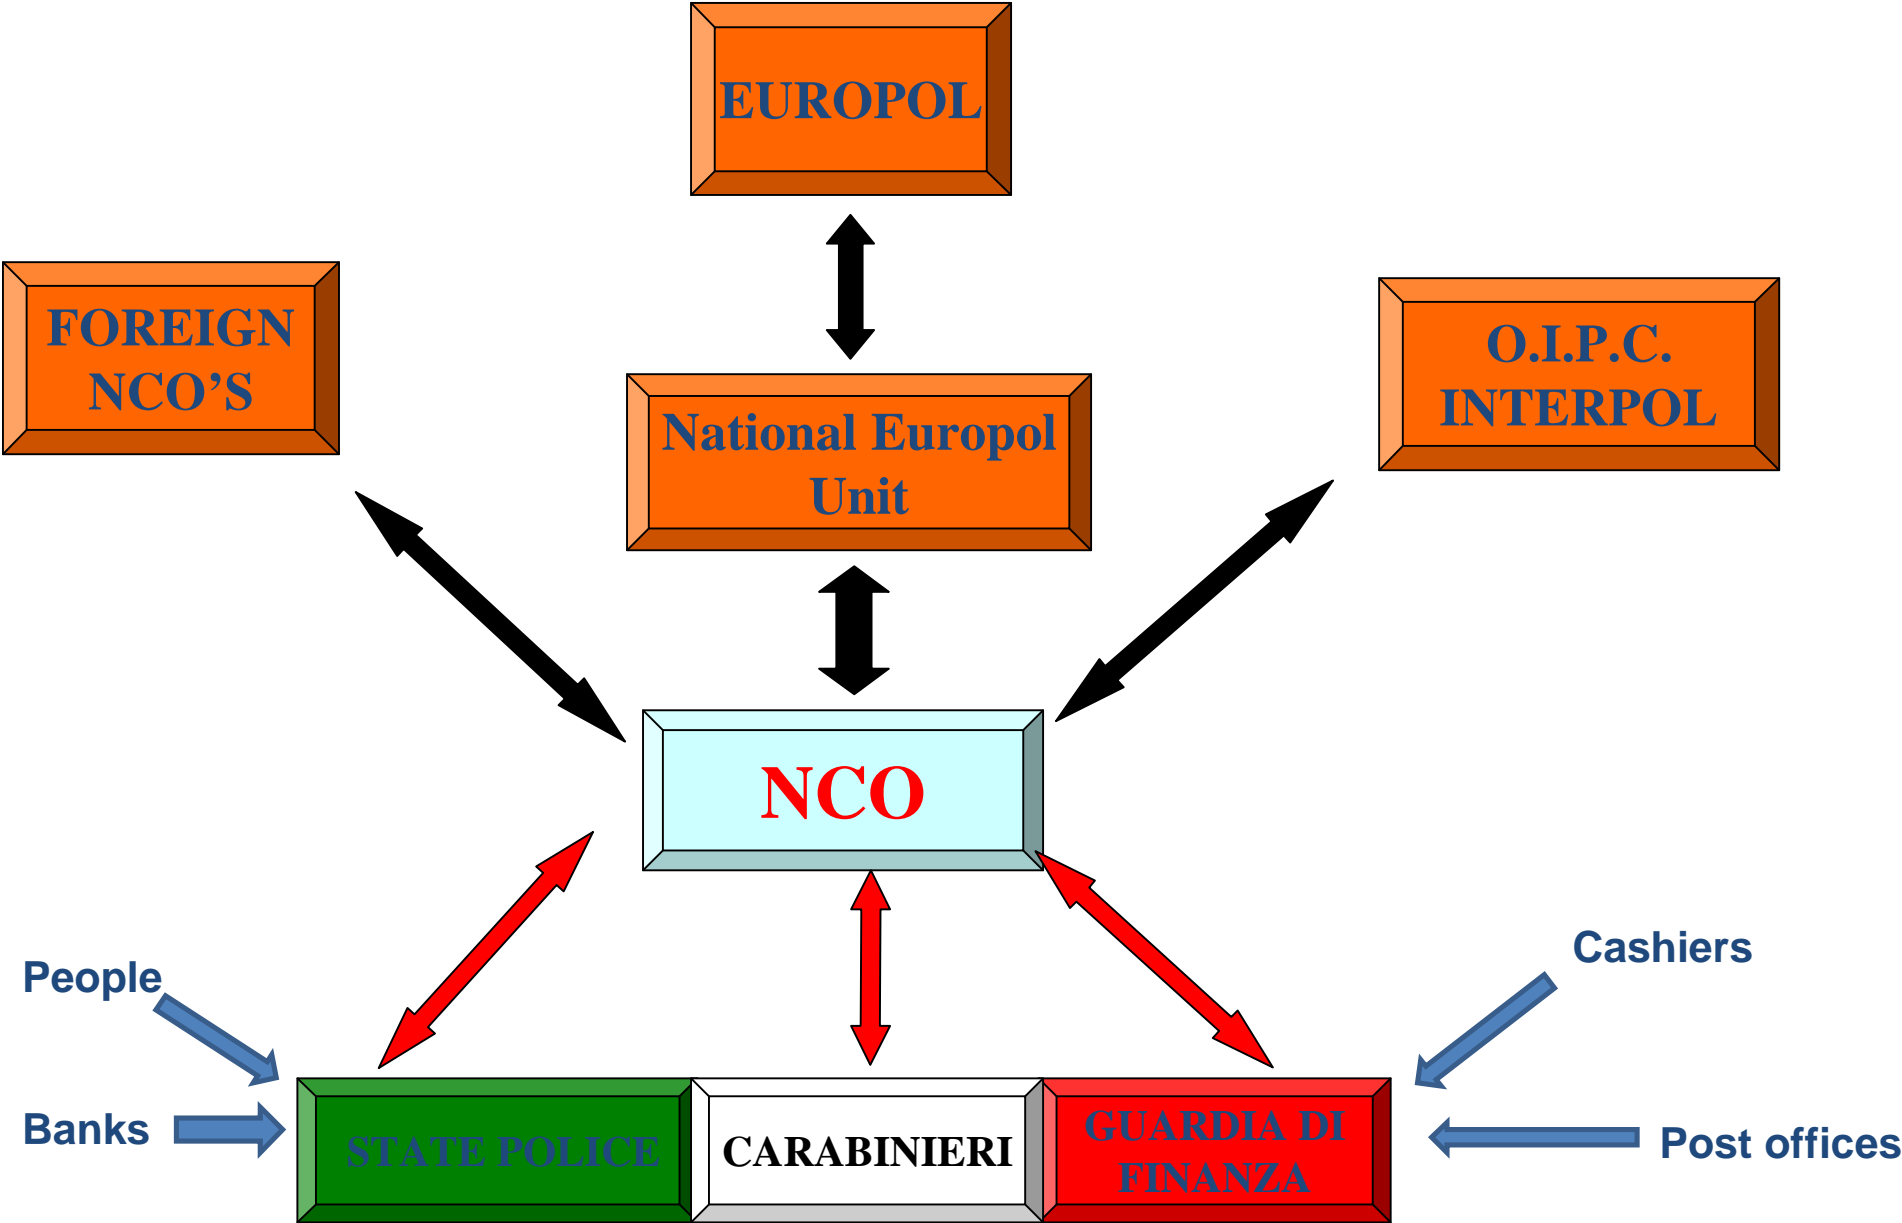 EUROPOL
FOREIGN
NCO’S
O.I.P.C.
INTERPOL
National Europol
Unit
NCO
People
Cashiers
Banks
STATE POLICE
CARABINIERI
GUARDIA DI
FINANZA
Post offices